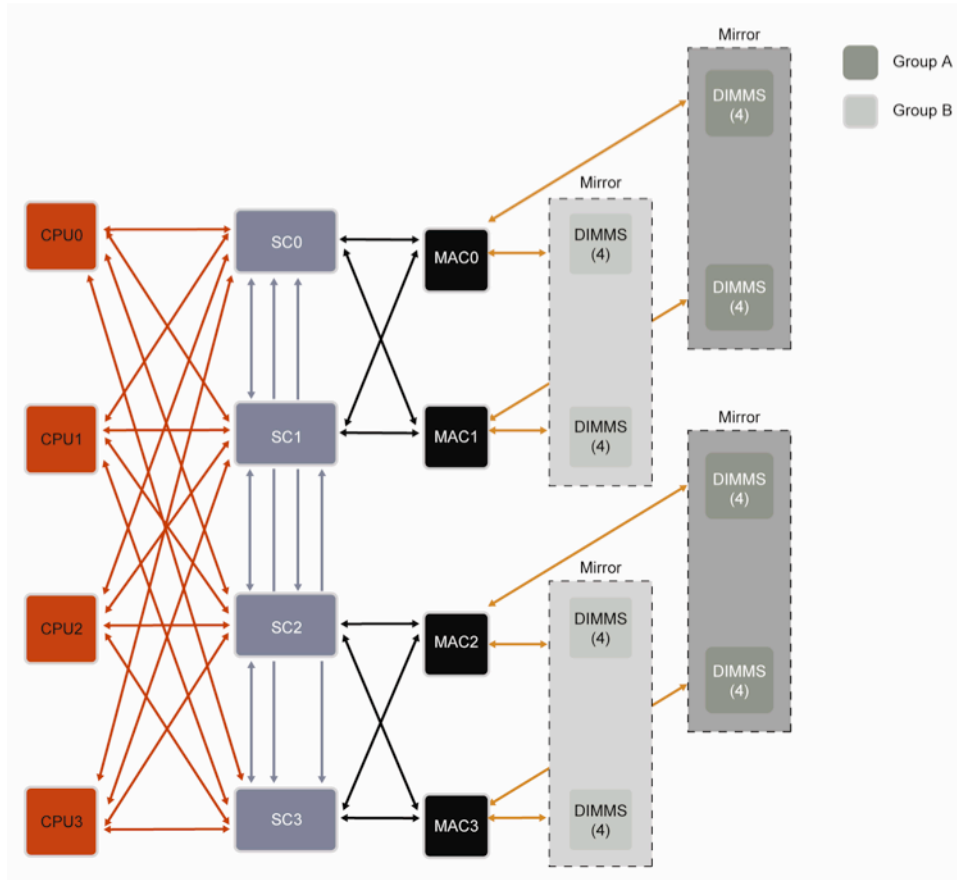 Mirror
Group A
DIMMS
(4)
Group B
Mirror
CPU0
SC0
MAC0
DIMMS
(4)
DIMMS
(4)
CPU1
SC1
MAC1
DIMMS
(4)
Mirror
DIMMS
(4)
Mirror
CPU2
SC2
MAC2
DIMMS
(4)
DIMMS
(4)
CPU3
SC3
MAC3
DIMMS
(4)